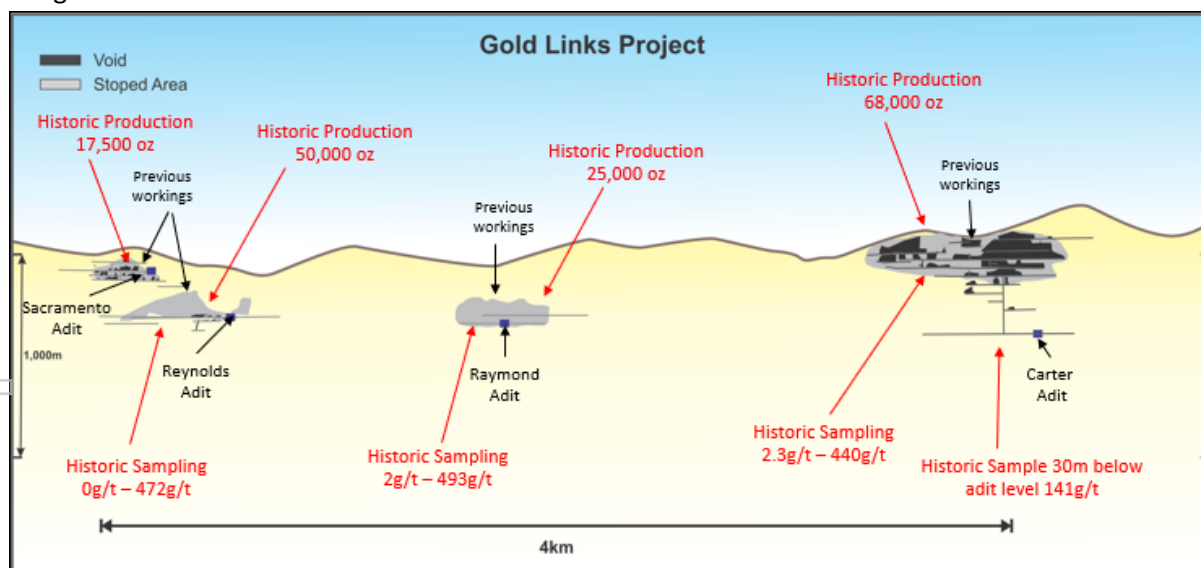 Gold Links Project
Void
Stoped Area
Historic Production
17,500 oz
Historic Production
50,000 oz
Historic Production
25,000 oz
Historic Production
68,000 oz
Previous
workings
Previous
workings
Previous
workings
Sacramento
Adit
1,000m
Reynolds
Adit
Raymond
Adit
Carter
Adit
Historic Sampling
0g/t – 472g/t
Historic Sampling
2g/t – 493g/t
Historic Sampling
2.3g/t – 440g/t
Historic Sample 30m below
adit level 141g/t
4km